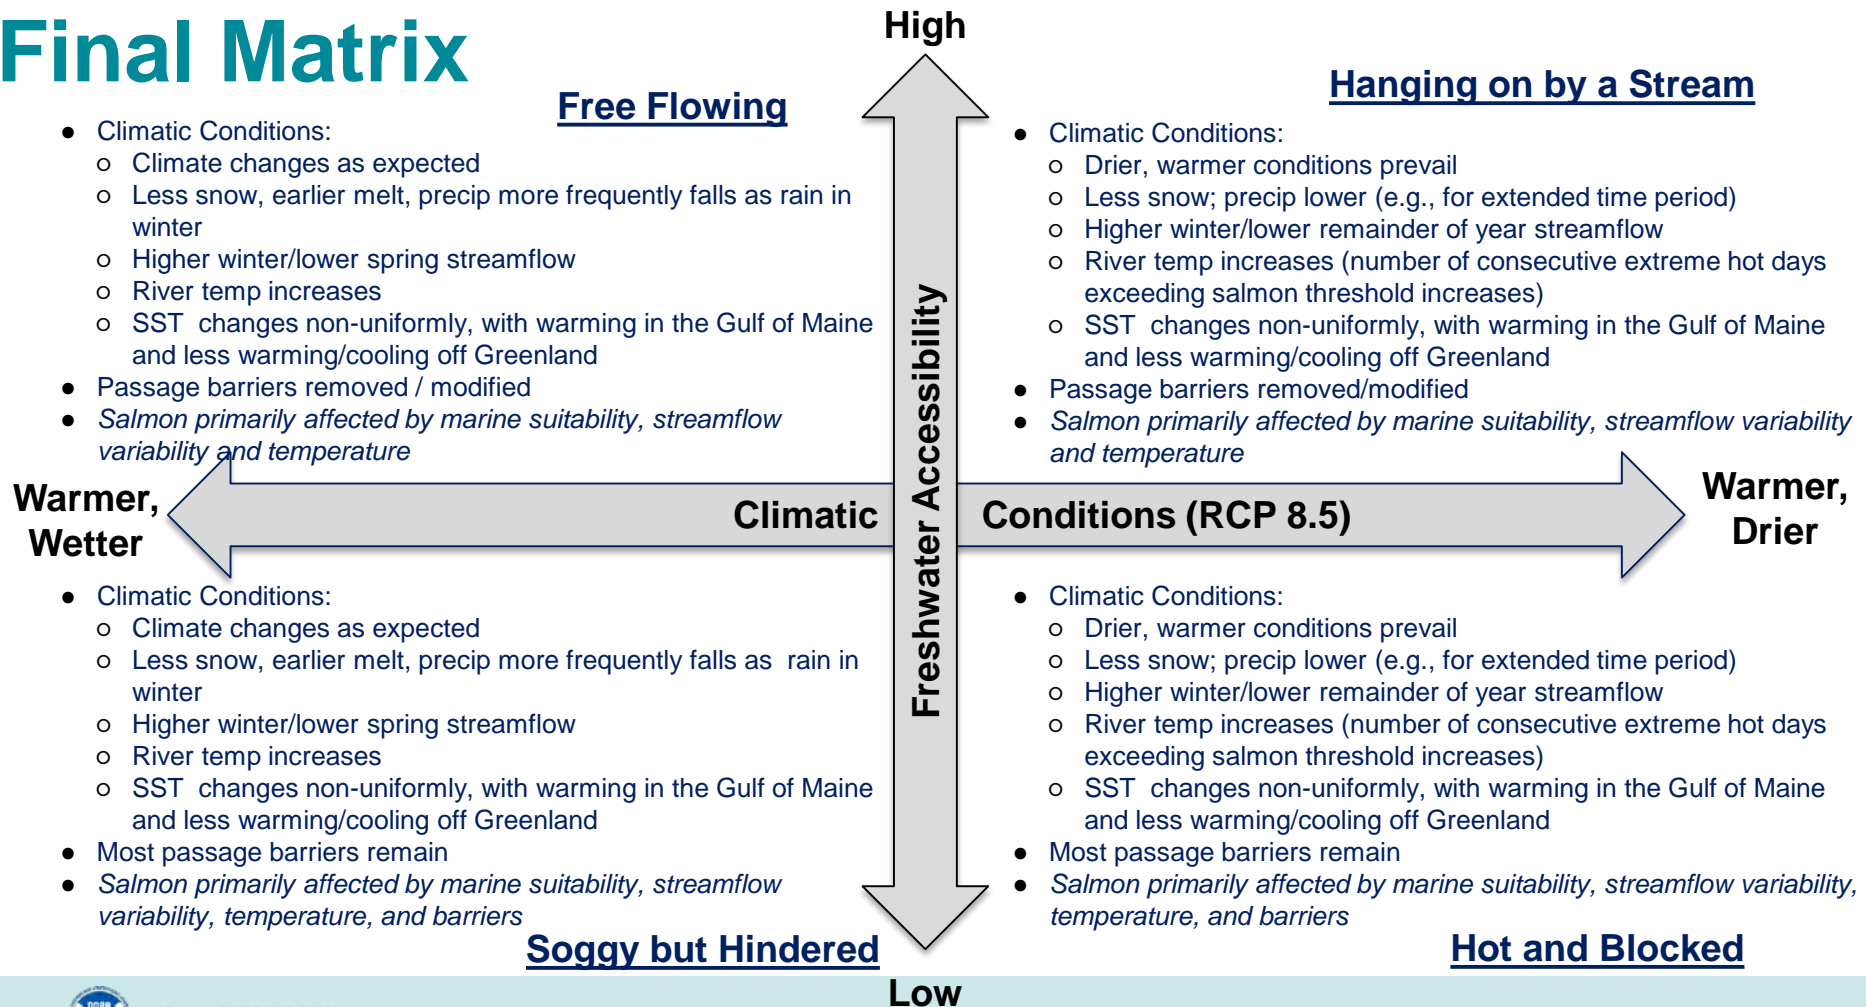 Final Matrix
High
Free Flowing
● Climatic Conditions:
o Climate changes as expected
o Less snow, earlier melt, precip more frequently falls as rain in
winter
o Higher winter/lower spring streamflow
o River temp increases
o SST changes non-uniformly, with warming in the Gulf of Maine
and less warming/cooling off Greenland
● Passage barriers removed / modified
● Salmon primarily affected by marine suitability, streamflow
variability and temperature
Hanging on by a Stream
● Climatic Conditions:
o Drier, warmer conditions prevail
o Less snow; precip lower (e.g., for extended time period)
o Higher winter/lower remainder of year streamflow
o River temp increases (number of consecutive extreme hot days
exceeding salmon threshold increases)
o SST changes non-uniformly, with warming in the Gulf of Maine
and less warming/cooling off Greenland
● Passage barriers removed/modified
● Salmon primarily affected by marine suitability, streamflow variability
and temperature
Warmer,
Wetter
Climatic Conditions (RCP 8.5)
Freshwater Accessibility
Warmer,
Drier
● Climatic Conditions:
o Climate changes as expected
o Less snow, earlier melt, precip more frequently falls as rain in
winter
o Higher winter/lower spring streamflow
o River temp increases
o SST changes non-uniformly, with warming in the Gulf of Maine
and less warming/cooling off Greenland
● Most passage barriers remain
● Salmon primarily affected by marine suitability, streamflow
variability, temperature, and barriers
Soggy but Hindered
● Climatic Conditions:
o Drier, warmer conditions prevail
o Less snow; precip lower (e.g., for extended time period)
o Higher winter/lower remainder of year streamflow
o River temp increases (number of consecutive extreme hot days
exceeding salmon threshold increases)
o SST changes non-uniformly, with warming in the Gulf of Maine
and less warming/cooling off Greenland
● Most passage barriers remain
● Salmon primarily affected by marine suitability, streamflow variability,
temperature, and barriers
Hot and Blocked
Low